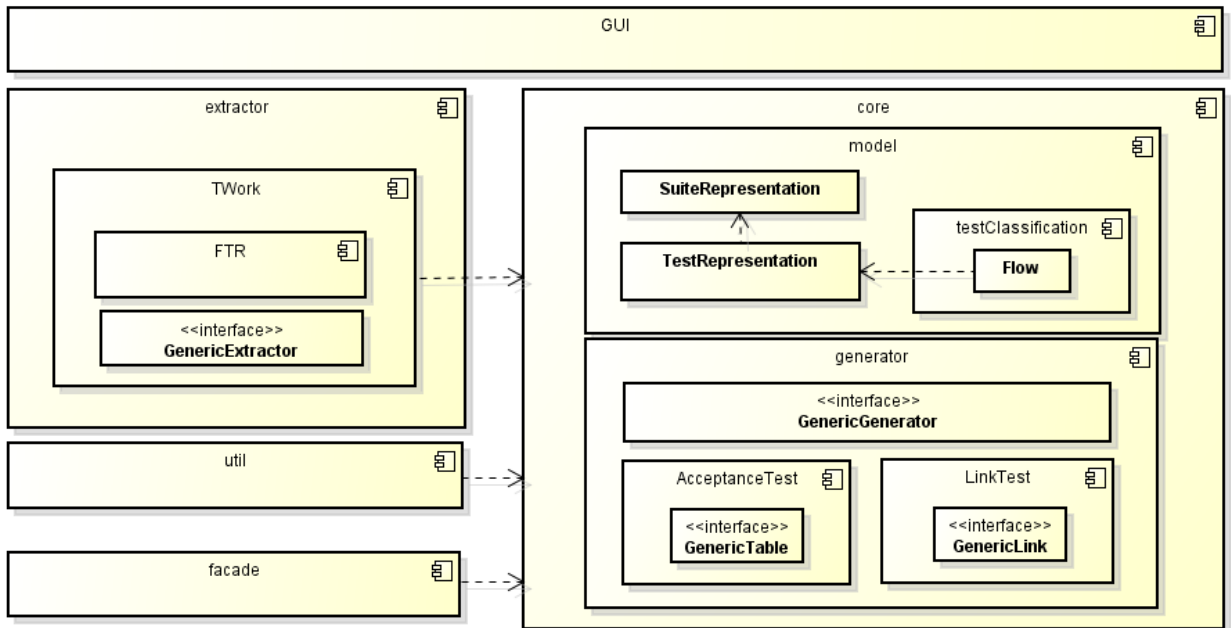 GUI
extractor
TWork
FTR
<<interface>>
GenericExtractor
util
facade
core
model
SuiteRepresentation
TestRepresentation
testClassification
Flow
generator
<<interface>>
GenericGenerator
AcceptanceTest
<<interface>>
GenericTable
LinkTest
<<interface>>
GenericLink